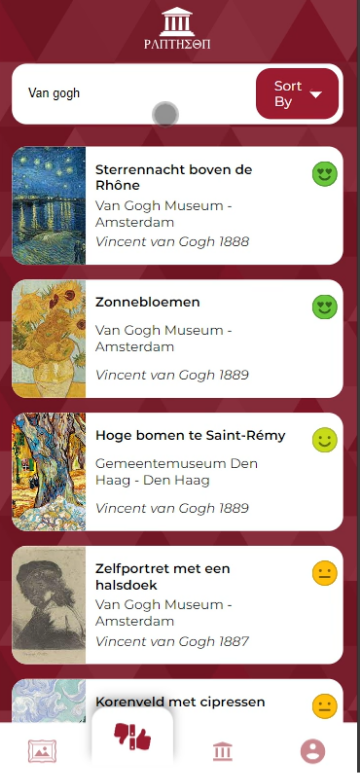 PΛПTHΣΘП
Van gogh
Sort
By
Sterrennacht boven de
Rhône
Van Gogh Museum -
Amsterdam
Vincent van Gogh 1888
Zonnebloemen
Van Gogh Museum -
Amsterdam
Vincent van Gogh 1889
Hoge bomen te Saint-Rémy
Gemeentemuseum Den
Haag - Den Haag
Vincent van Gogh 1889
Zelfportret met een
halsdoek
Van Gogh Museum -
Amsterdam
Vincent van Gogh 1887
Korenveld met cipressen